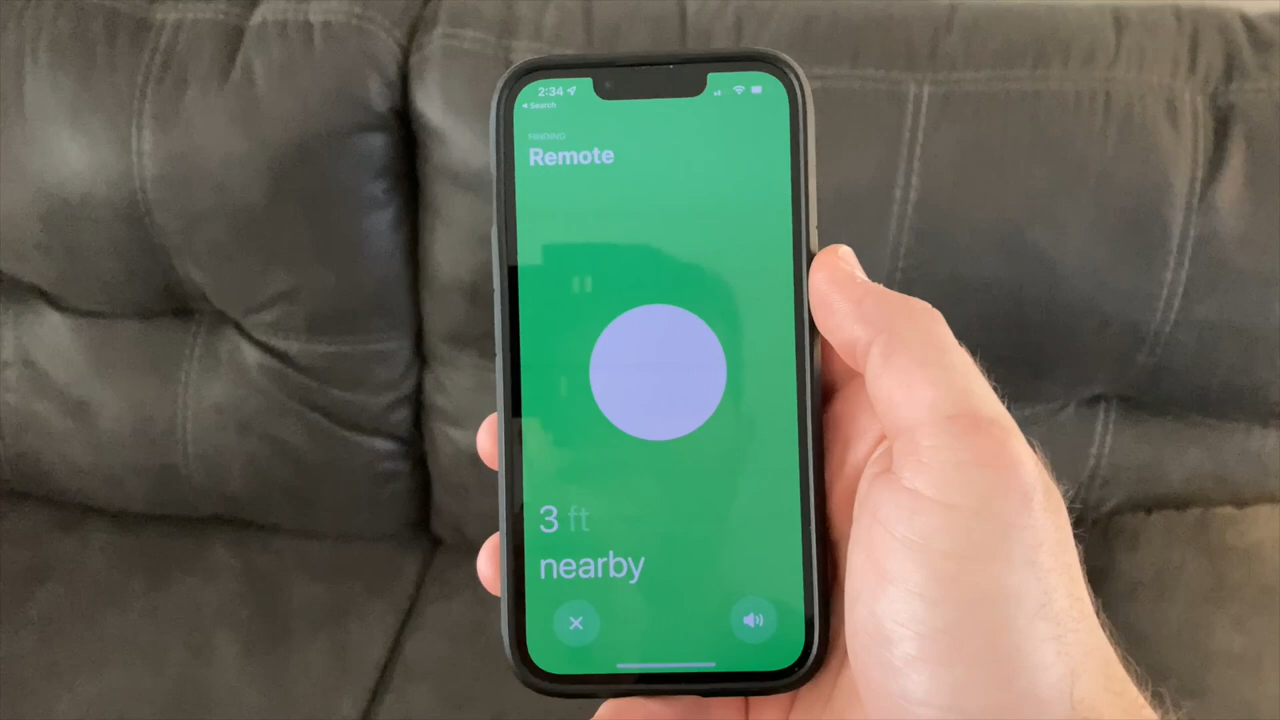 2:34
◀ Search
FINDING
Remote
3 ft
nearby